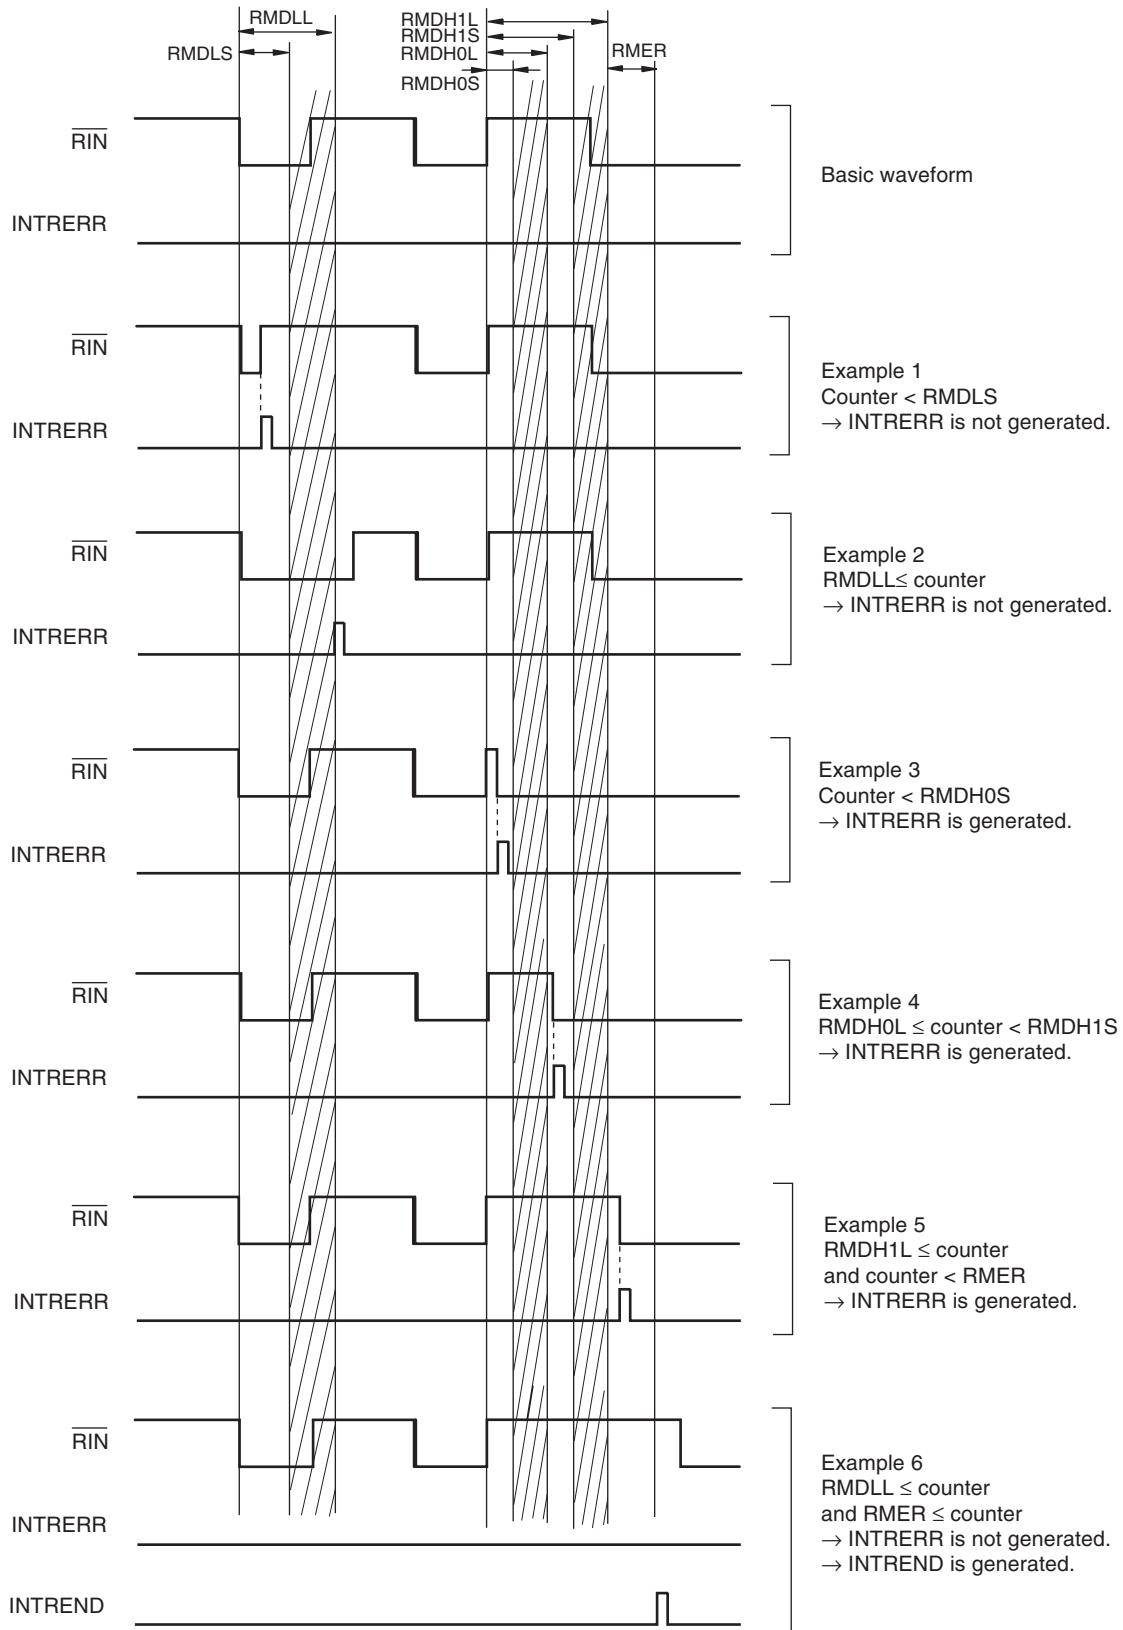 RMDLL
RMDLS
RMDH1L
RMDH1S
RMDH0L
RMDH0S
RMER
RIN
INTRERR
Basic waveform
RIN
INTRERR
Example 1
Counter < RMDLS
→ INTRERR is not generated.
RIN
INTRERR
Example 2
RMDLL≤ counter
→ INTRERR is not generated.
RIN
INTRERR
Example 3
Counter < RMDH0S
→ INTRERR is generated.
RIN
INTRERR
Example 4
RMDH0L ≤ counter < RMDH1S
→ INTRERR is generated.
RIN
INTRERR
Example 5
RMDH1L ≤ counter
and counter < RMER
→ INTRERR is generated.
RIN
INTRERR
INTREND
Example 6
RMDLL ≤ counter
and RMER ≤ counter
→ INTRERR is not generated.
→ INTREND is generated.